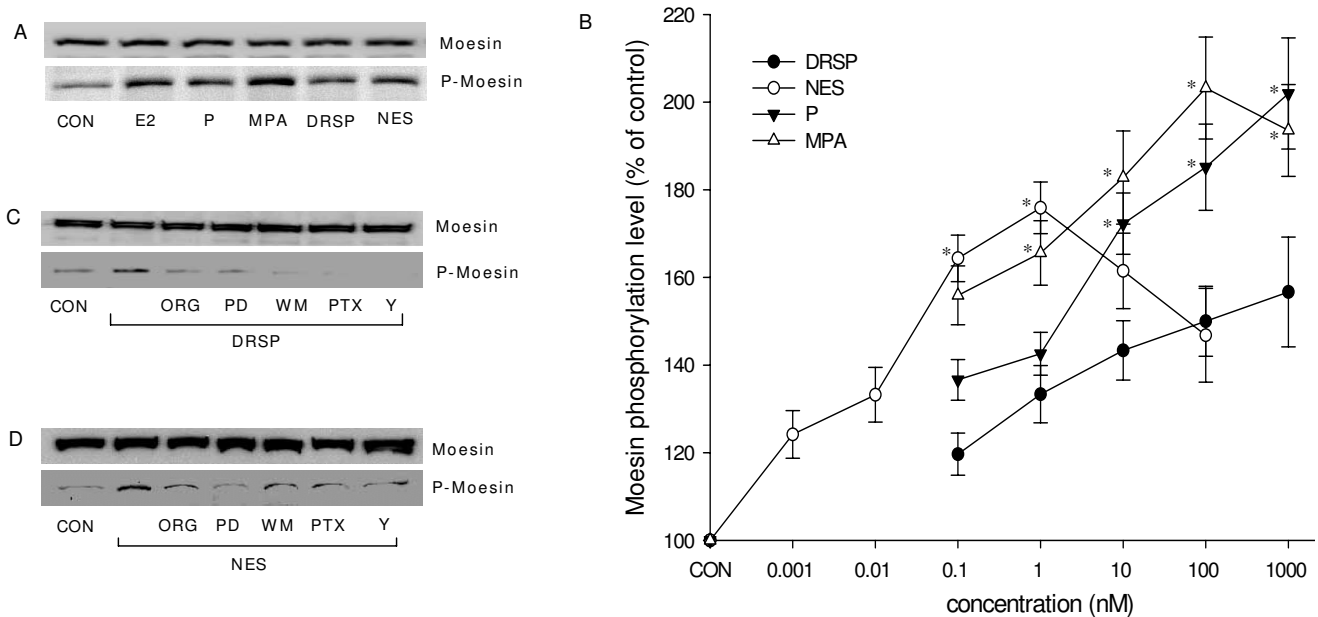 A
Moesin
P-Moesin
CON E2 P MPA DRSP NES
B
Moesin phosphorylation level (% of control)
220
200
180
160
140
120
100
DRSP
NES
P
MPA
* * * * * * * * * *
CON 0.001 0.01 0.1 1 10 100 1000
concentration (nM)
C
Moesin
P-Moesin
CON ORG PD WM PTX Y
DRSP
D
Moesin
P-Moesin
CON ORG PD WM PTX Y
NES